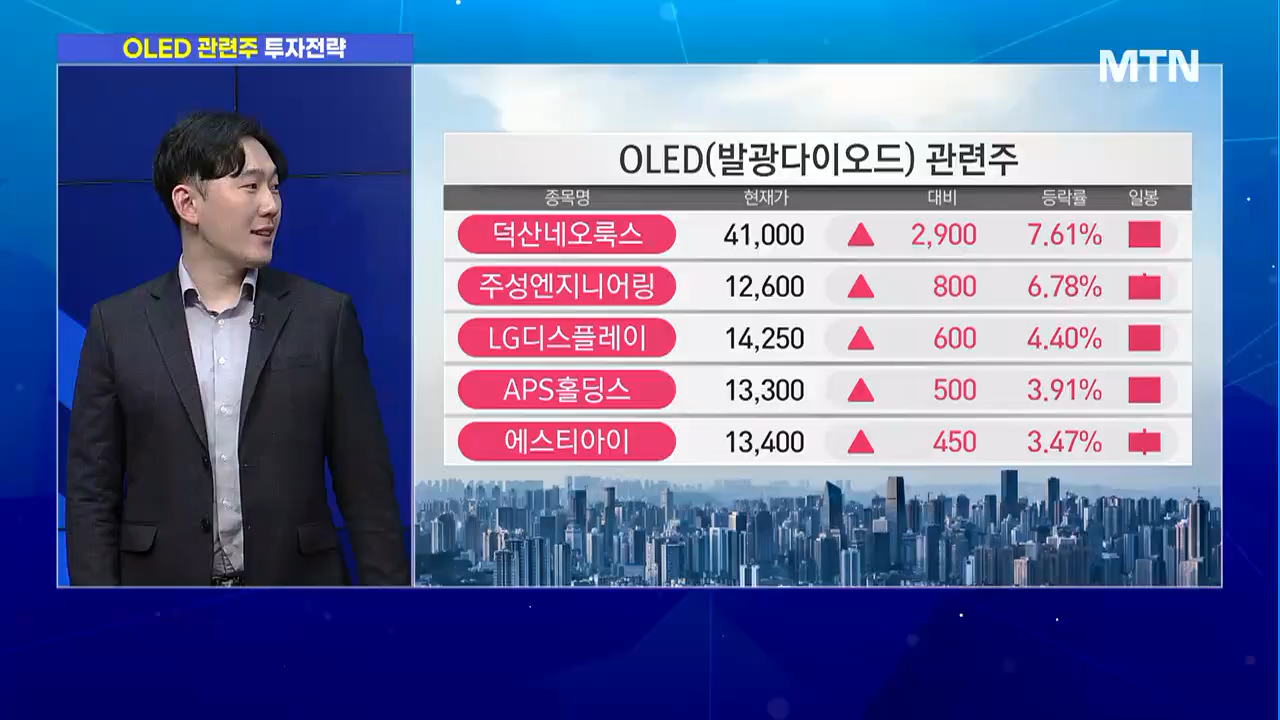 OLED 관련주 투자전략
MTN
OLED(발광다이오드) 관련주
종목명 현재가 대비 등락률 일봉
덕산네오룩스 41,000 ▲ 2,900 7.61%
주성엔지니어링 12,600 ▲ 800 6.78%
LG디스플레이 14,250 ▲ 600 4.40%
APS홀딩스 13,300 ▲ 500 3.91%
에스티아이 13,400 ▲ 450 3.47%